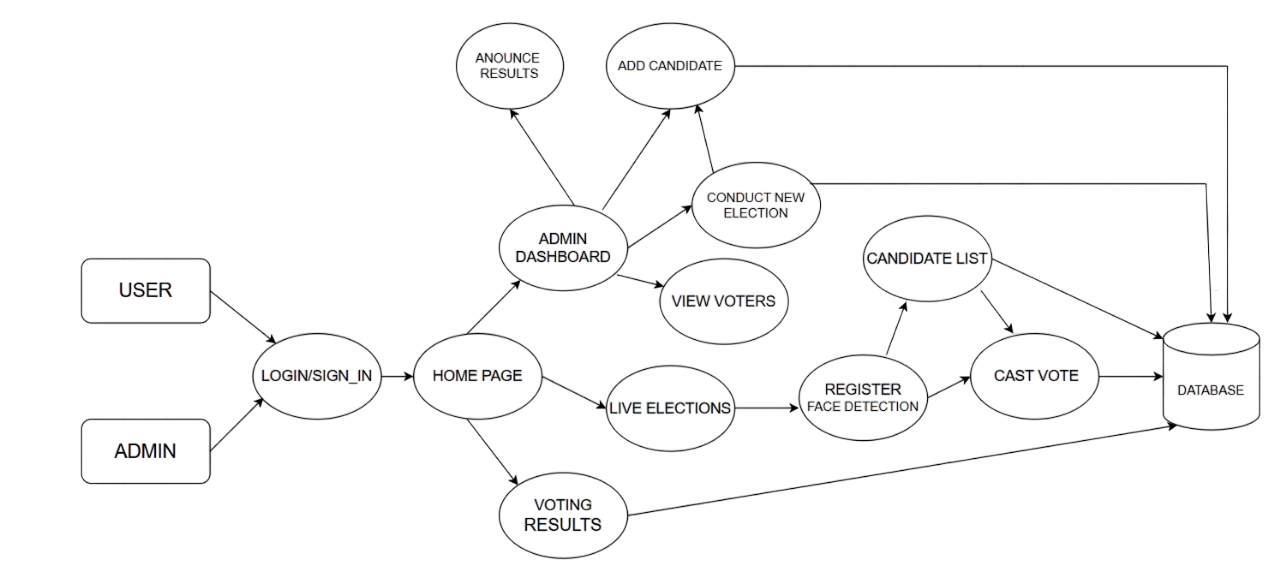 ANOUNCE
RESULTS
ADD CANDIDATE
CONDUCT NEW
ELECTION
ADMIN
DASHBOARD
CANDIDATE LIST
USER
VIEW VOTERS
LOGIN/SIGN_IN
HOME PAGE
LIVE ELECTIONS
REGISTER
FACE DETECTION
CAST VOTE
DATABASE
ADMIN
VOTING
RESULTS